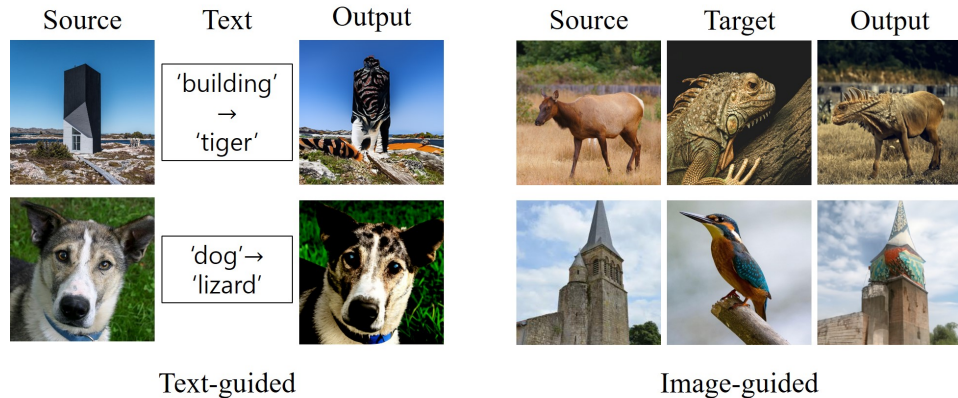 Source Text Output
‘building’
→
‘tiger’
‘dog’→
‘lizard’
Text-guided
Source Target Output
Image-guided